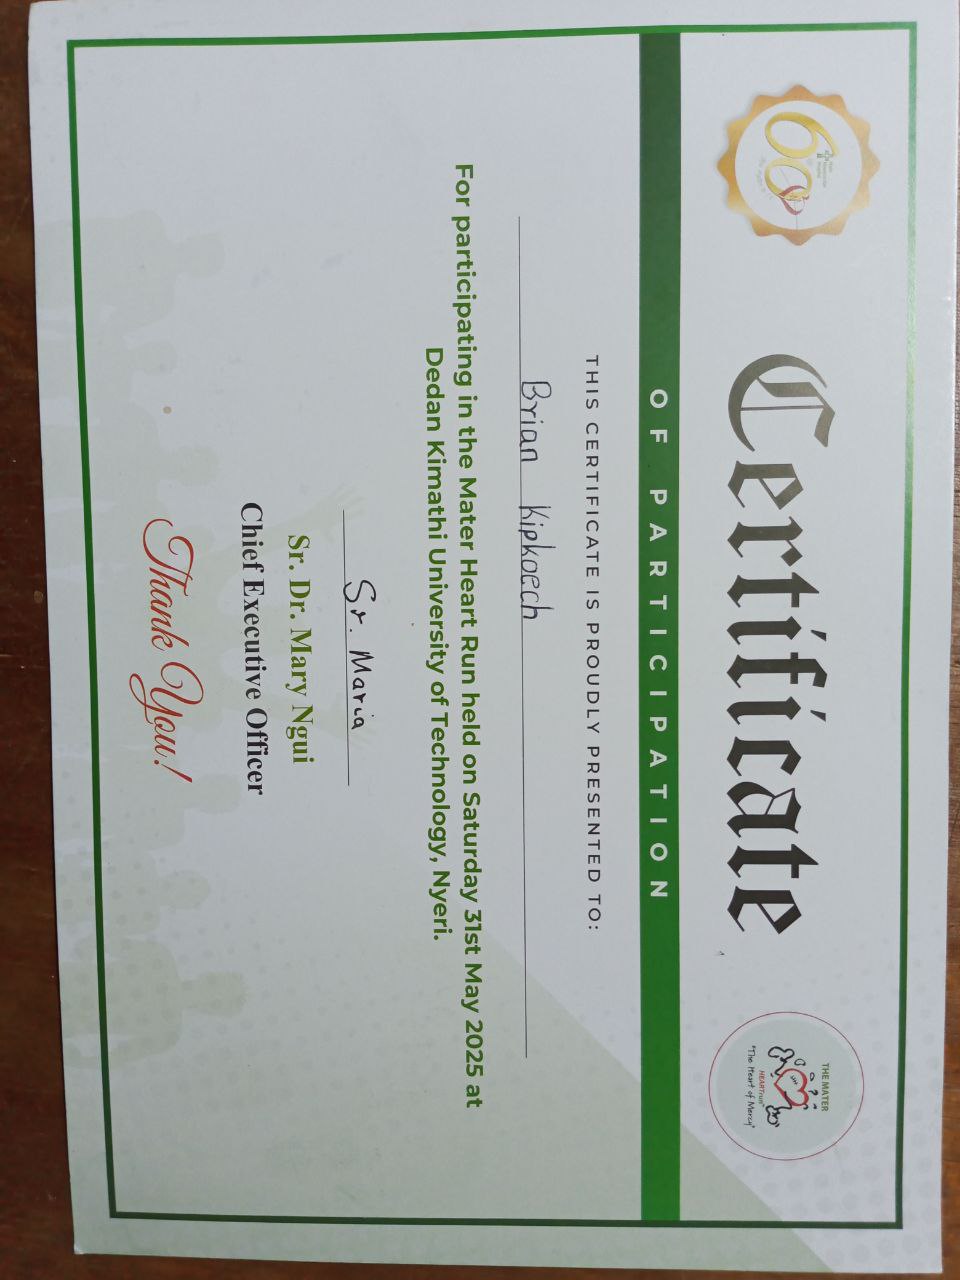 60
Certificate
THE MATER
HEARTrun
"The Heart of Mercy"
OF PARTICIPATION
THIS CERTIFICATE IS PROUDLY PRESENTED TO:
Brian Kipkoech
For participating in the Mater Heart Run held on Saturday 31st May 2025 at
Dedan Kimathi University of Technology, Nyeri.
Sr. Maria
Sr. Dr. Mary Ngui
Chief Executive Officer
Thank You!